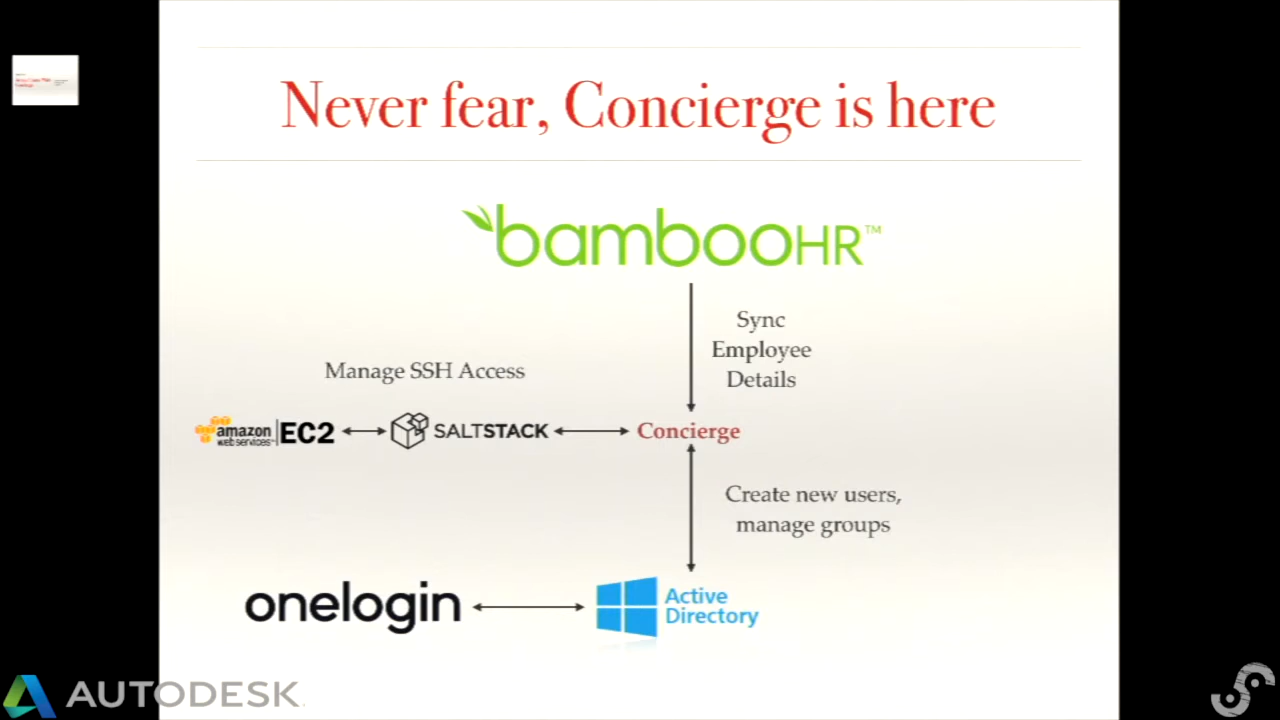 Never fear, Concierge is here
bambooHR™
Sync
Employee
Details
Manage SSH Access
amazon
web services™
EC2
SALTSTACK
Concierge
Create new users,
manage groups
onelogin
Active
Directory
AUTODESK.